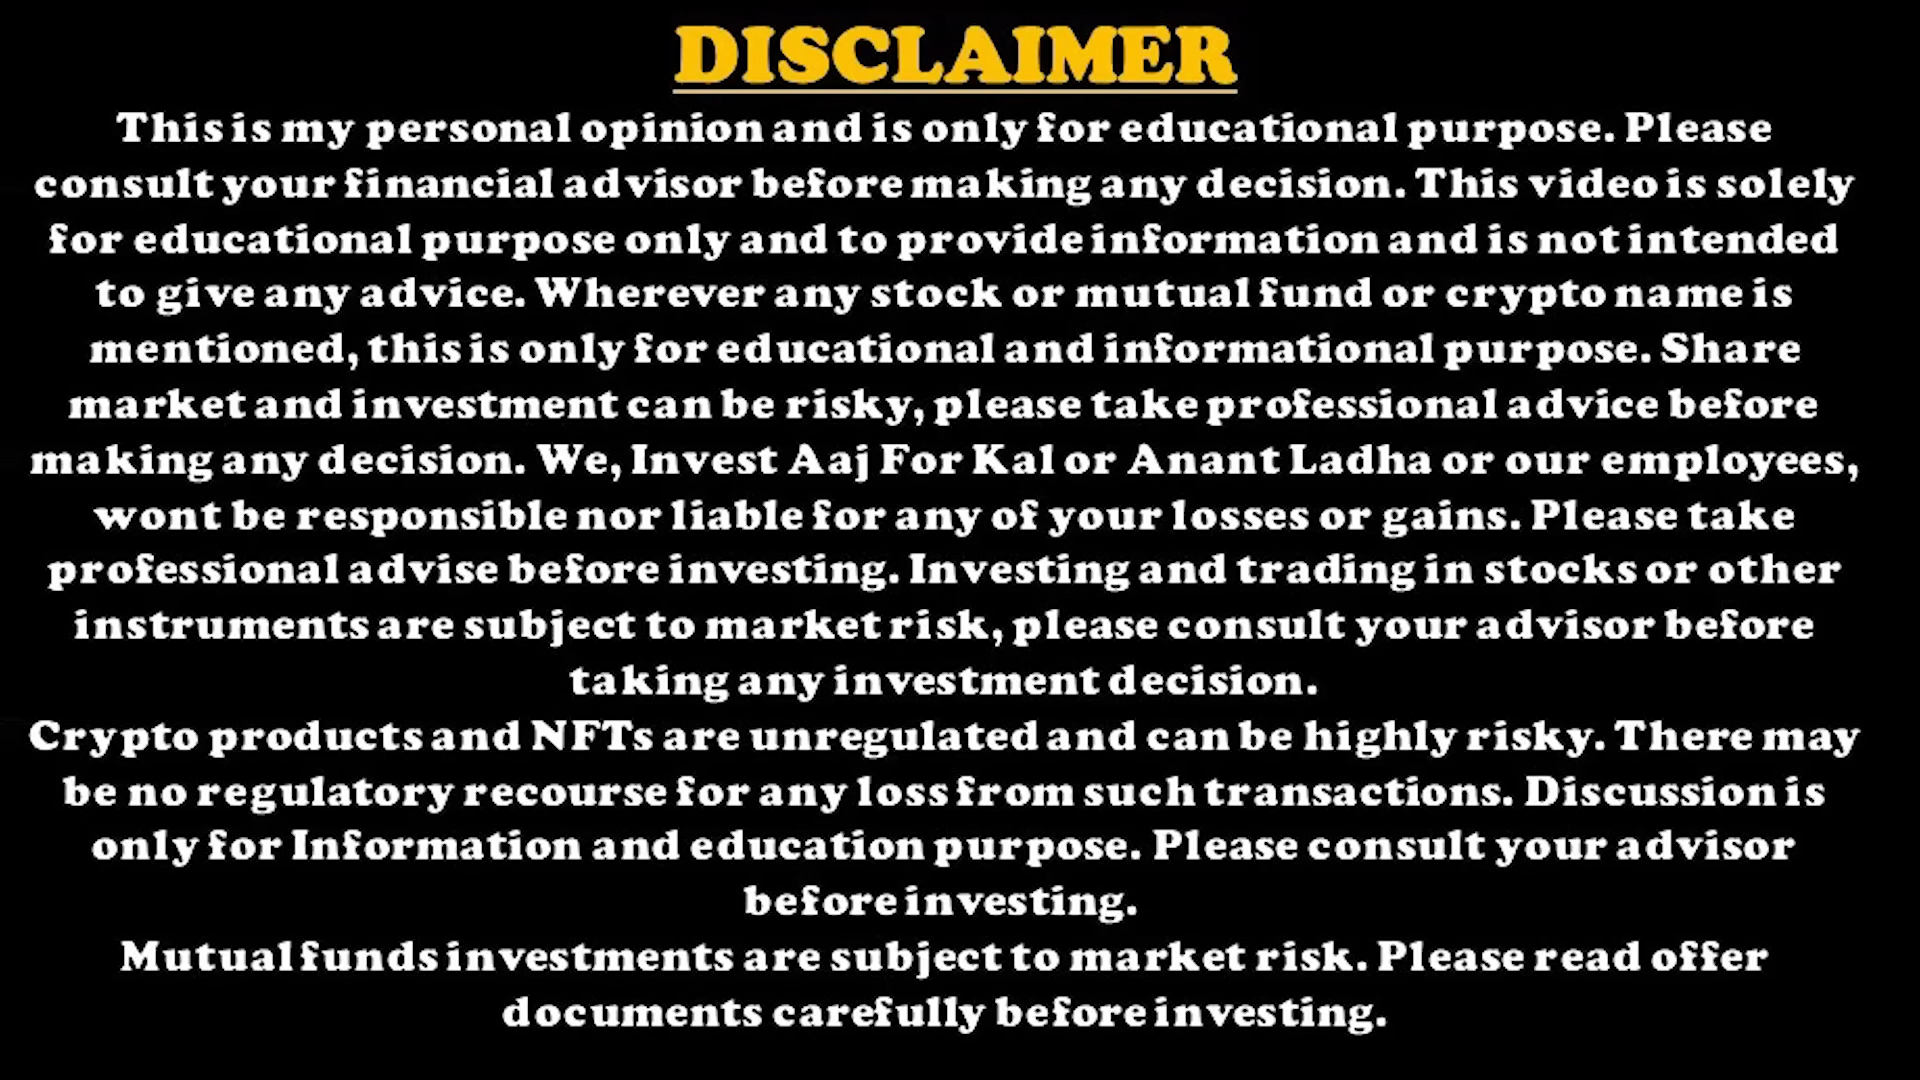 DISCLAIMER
This is my personal opinion and is only for educational purpose. Please
consult your financial advisor before making any decision. This video is solely
for educational purpose only and to provide information and is not intended
to give any advice. Wherever any stock or mutual fund or crypto name is
mentioned, this is only for educational and informational purpose. Share
market and investment can be risky, please take professional advice before
making any decision. We, Invest Aaj For Kal or Anant Ladha or our employees,
wont be responsible nor liable for any of your losses or gains. Please take
professional advise before investing. Investing and trading in stocks or other
instruments are subject to market risk, please consult your advisor before
taking any investment decision.
Crypto products and NFTs are unregulated and can be highly risky. There may
be no regulatory recourse for any loss from such transactions. Discussion is
only for Information and education purpose. Please consult your advisor
before investing.
Mutual funds investments are subject to market risk. Please read offer
documents carefully before investing.